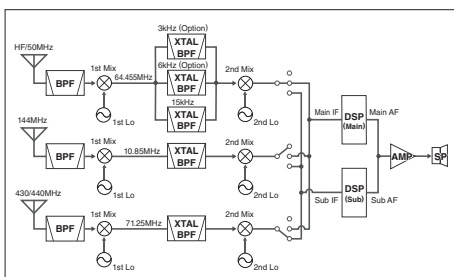 3kHz (Option)
XTAL
BPF
HF/50MHz
1st Mix
6kHz (Option)
2nd Mix
BPF
64.455MHz
XTAL
BPF
15kHz
1st Lo
XTAL
BPF
2nd Lo
Main IF
DSP
(Main)
Main AF
144MHz
1st Mix
2nd Mix
BPF
10.85MHz
XTAL
BPF
AMP
SP
1st Lo
2nd Lo
Sub IF
DSP
(Sub)
Sub AF
430/440MHz
1st Mix
2nd Mix
BPF
71.25MHz
XTAL
BPF
1st Lo
2nd Lo